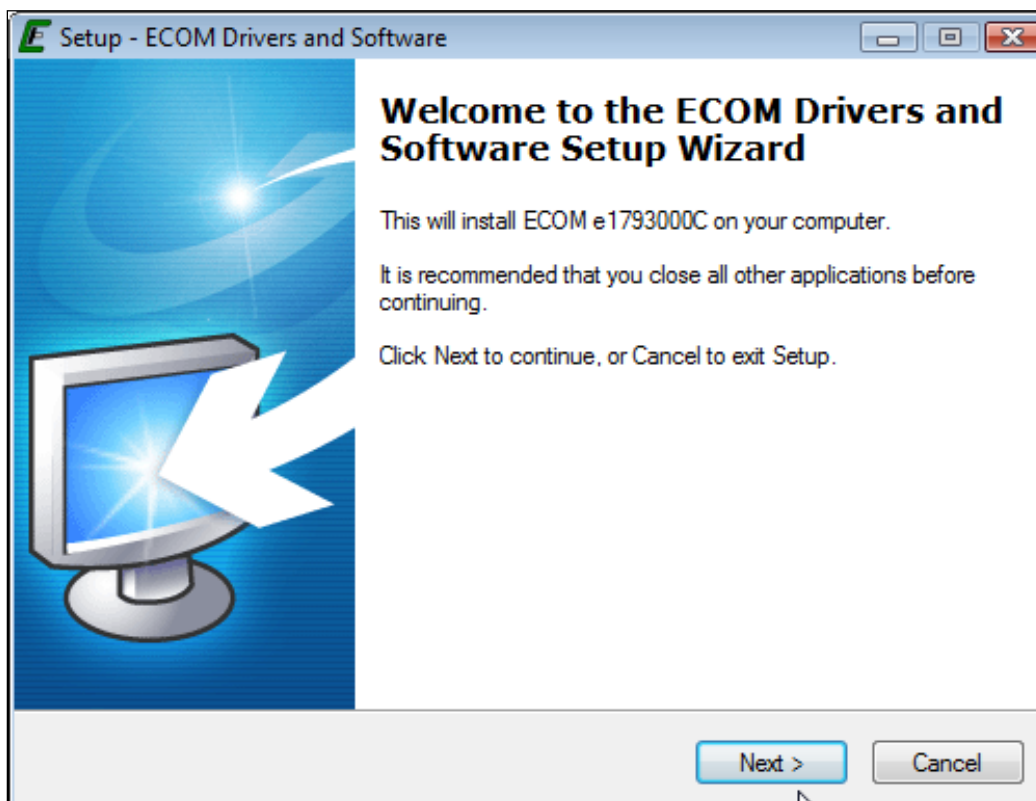 Setup - ECOM Drivers and Software
Welcome to the ECOM Drivers and
Software Setup Wizard
This will install ECOM e1793000C on your computer.
It is recommended that you close all other applications before
continuing.
Click Next to continue, or Cancel to exit Setup.
Next >
Cancel